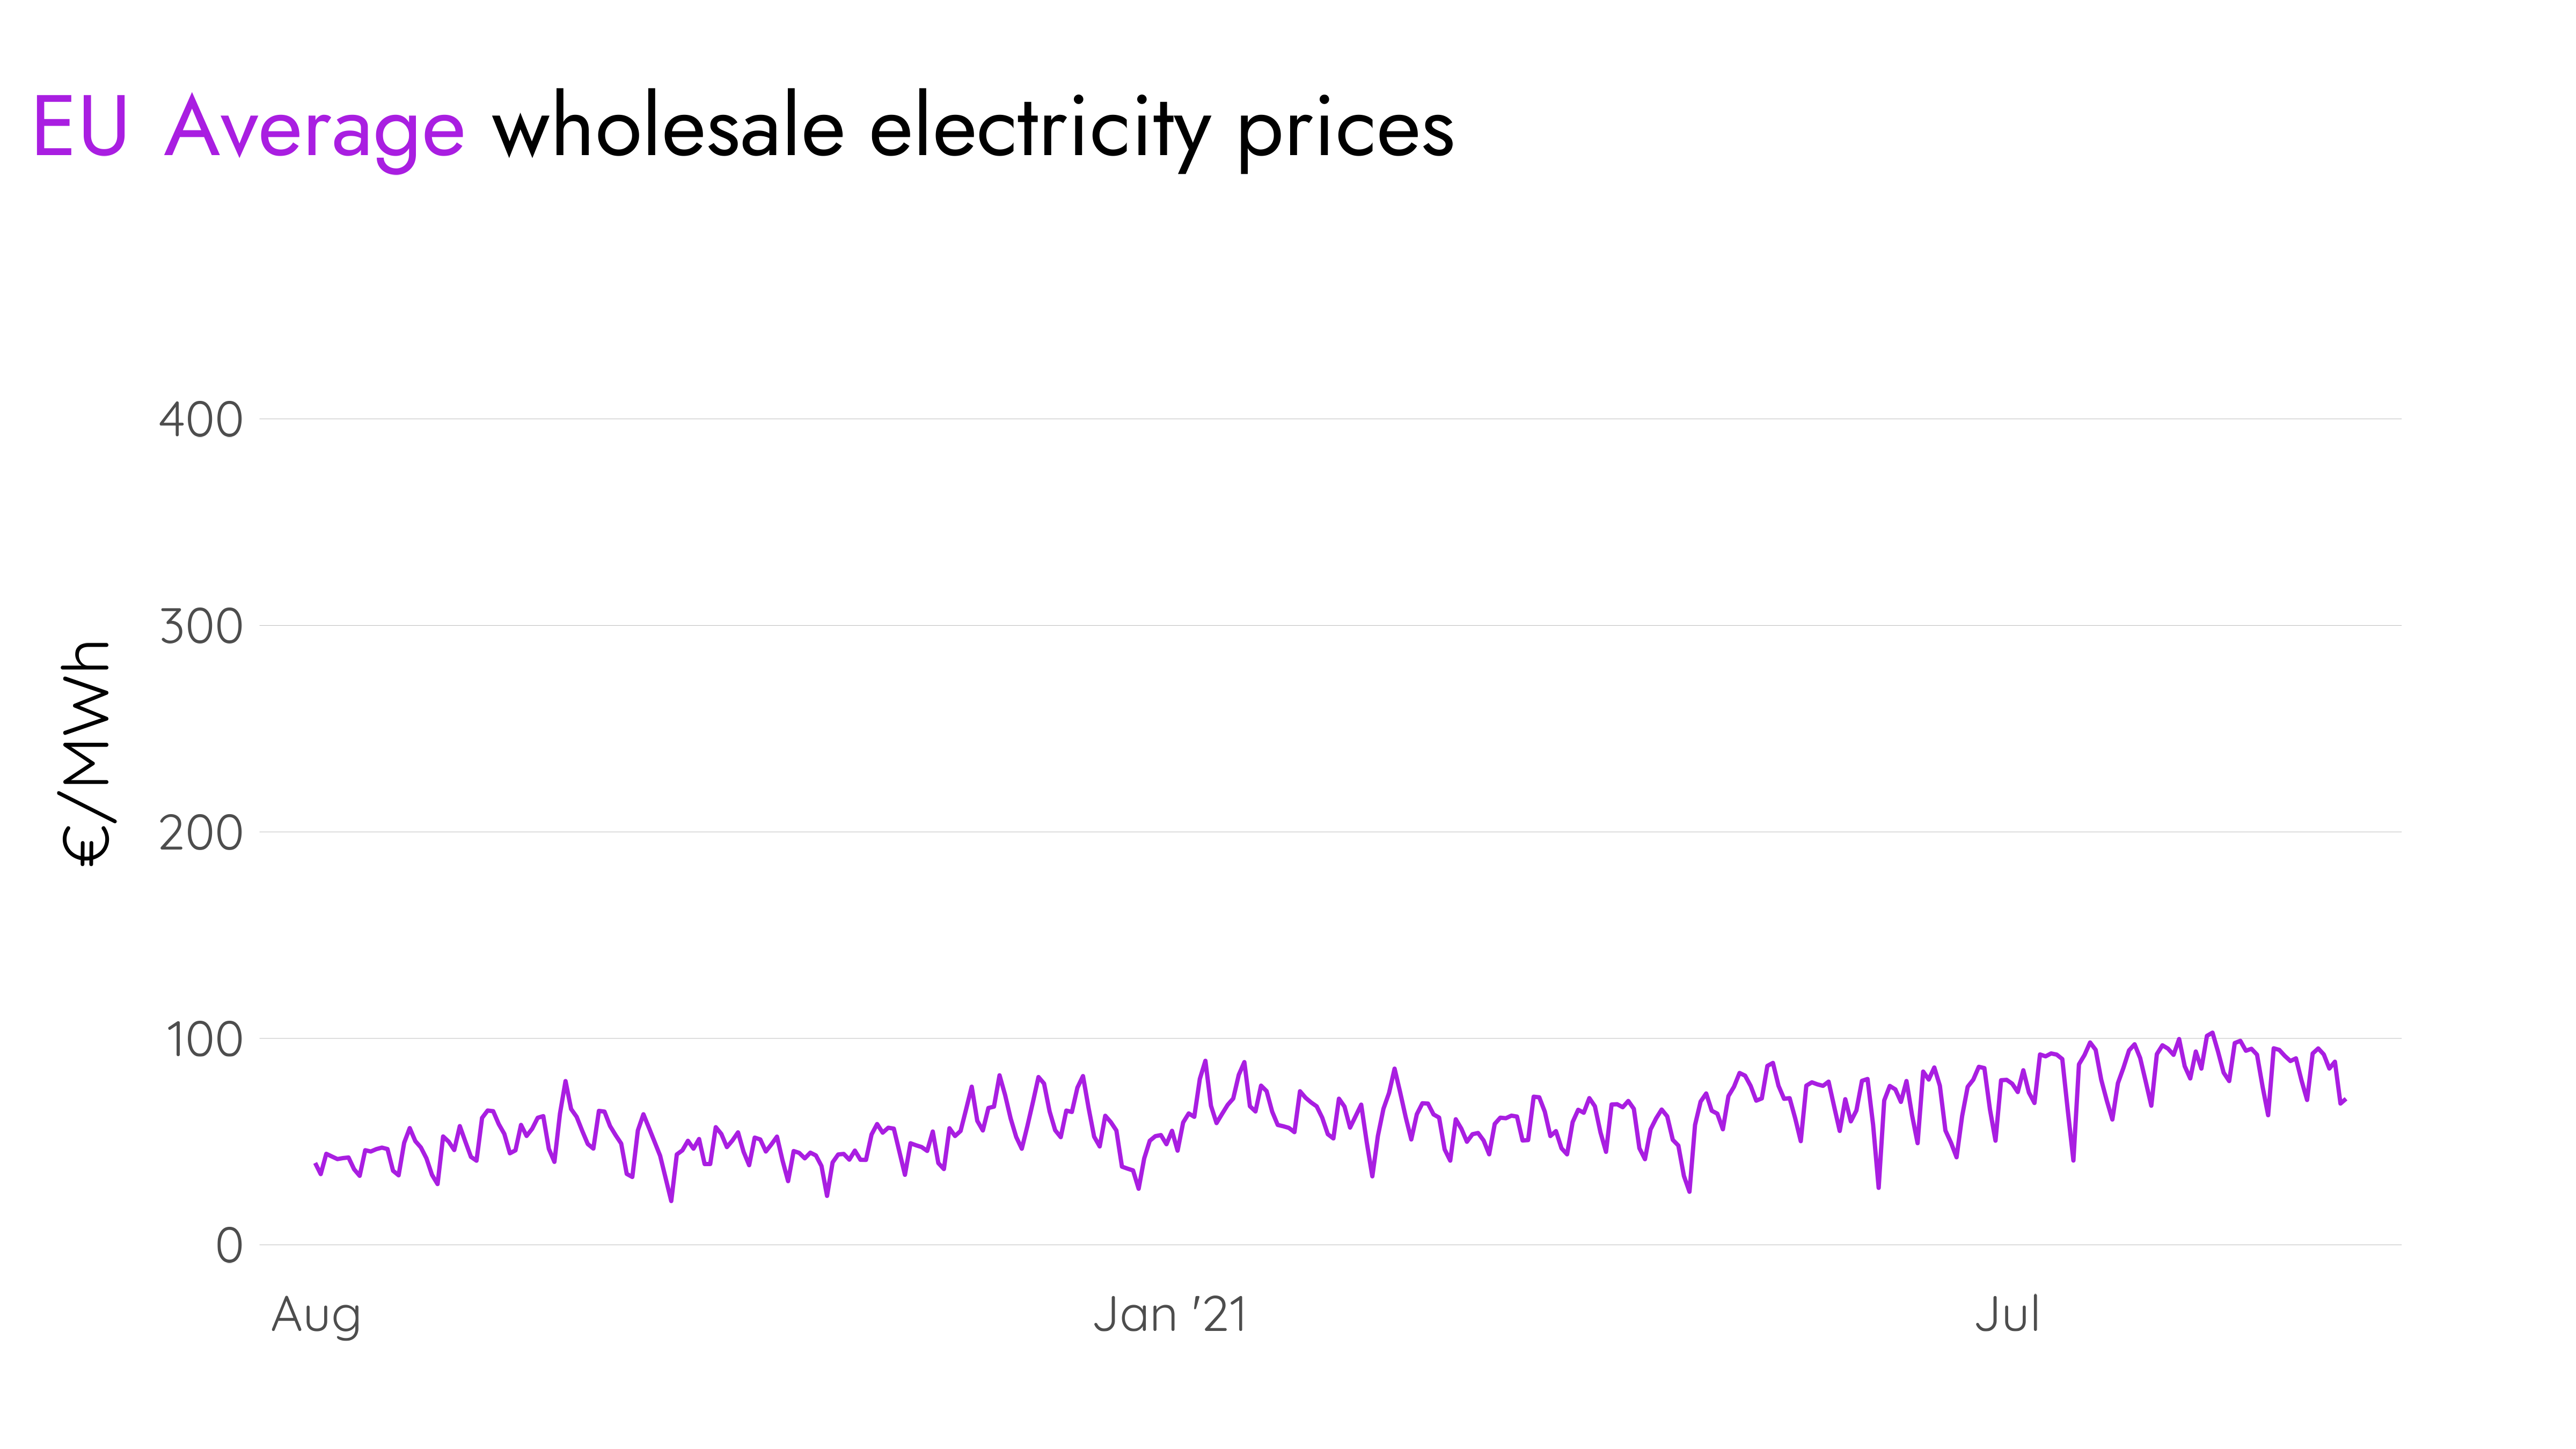 EU Average wholesale electricity prices
400
300
€/MWh
200
100
0
Aug
Jan '21
Jul